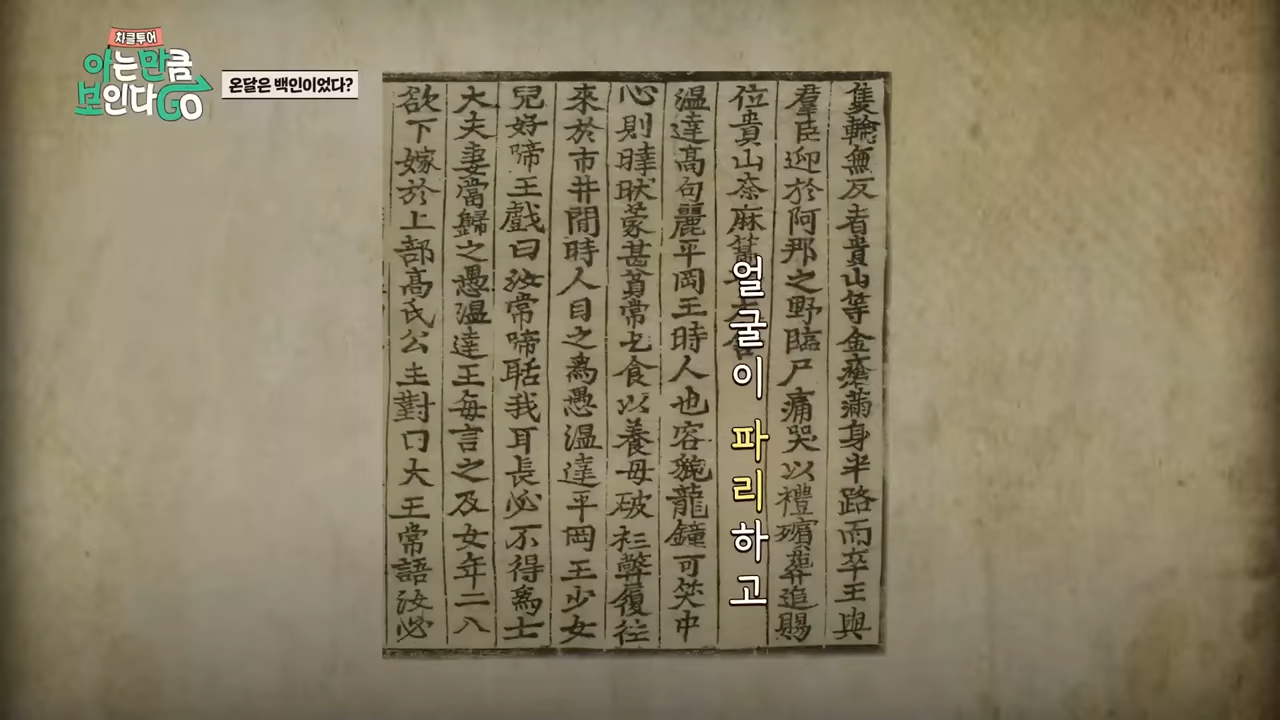 차클투어
아는만큼
보인다GO
온달은 백인이었다?
隻輪無反者貴山等金瘡滿身半路而卒王與
羣臣迎於阿那之野臨尸痛哭以禮殯葬追賜
位貴山奈麻
溫達高句麗平岡王時人也容貌龍鐘可笑中
心則曄然家甚貧常乞食以養母破衫弊履往
來於市井間時人目之爲愚溫達平岡王少女
兒好啼王戲曰汝常啼聒我耳長必不得爲士
大夫妻當歸之愚溫達王每言之及女年二八
欲下嫁於上部高氏公主對曰大王常語汝必
얼굴이 파리하고